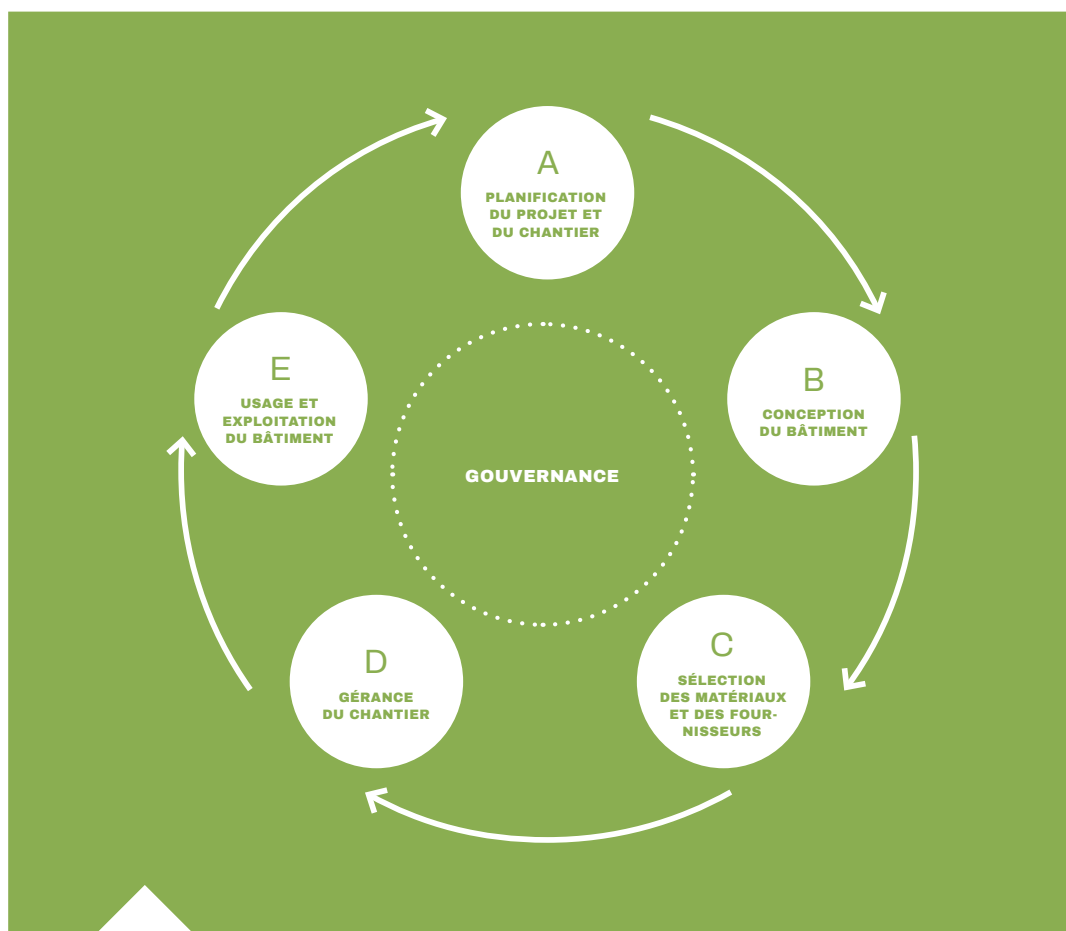 A
PLANIFICATION
DU PROJET ET
DU CHANTIER
B
CONCEPTION
DU BÂTIMENT
C
SÉLECTION
DES MATÉRIAUX
ET DES FOUR-
NISSEURS
D
GÉRANCE
DU CHANTIER
E
USAGE ET
EXPLOITATION
DU BÂTIMENT
GOUVERNANCE